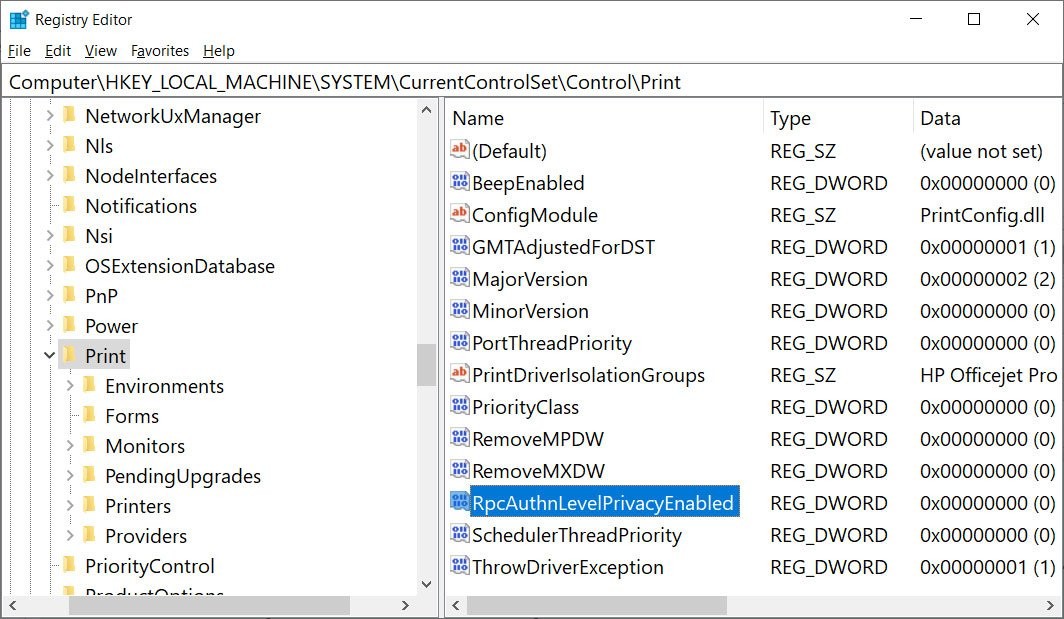 Registry Editor
File Edit View Favorites Help
Computer\HKEY_LOCAL_MACHINE\SYSTEM\CurrentControlSet\Control\Print
NetworkUxManager
Nls
NodeInterfaces
Notifications
Nsi
OSExtensionDatabase
PnP
Power
Print
Environments
Forms
Monitors
PendingUpgrades
Printers
Providers
PriorityControl
ProductOptions
Name Type Data
(Default) REG_SZ (value not set)
BeepEnabled REG_DWORD 0x00000000 (0)
ConfigModule REG_SZ PrintConfig.dll
GMTAdjustedForDST REG_DWORD 0x00000001 (1)
MajorVersion REG_DWORD 0x00000002 (2)
MinorVersion REG_DWORD 0x00000000 (0)
PortThreadPriority REG_DWORD 0x00000000 (0)
PrintDriverIsolationGroups REG_SZ HP Officejet Pro
PriorityClass REG_DWORD 0x00000000 (0)
RemoveMPDW REG_DWORD 0x00000000 (0)
RemoveMXDW REG_DWORD 0x00000000 (0)
RpcAuthnLevelPrivacyEnabled REG_DWORD 0x00000000 (0)
SchedulerThreadPriority REG_DWORD 0x00000000 (0)
ThrowDriverException REG_DWORD 0x00000001 (1)